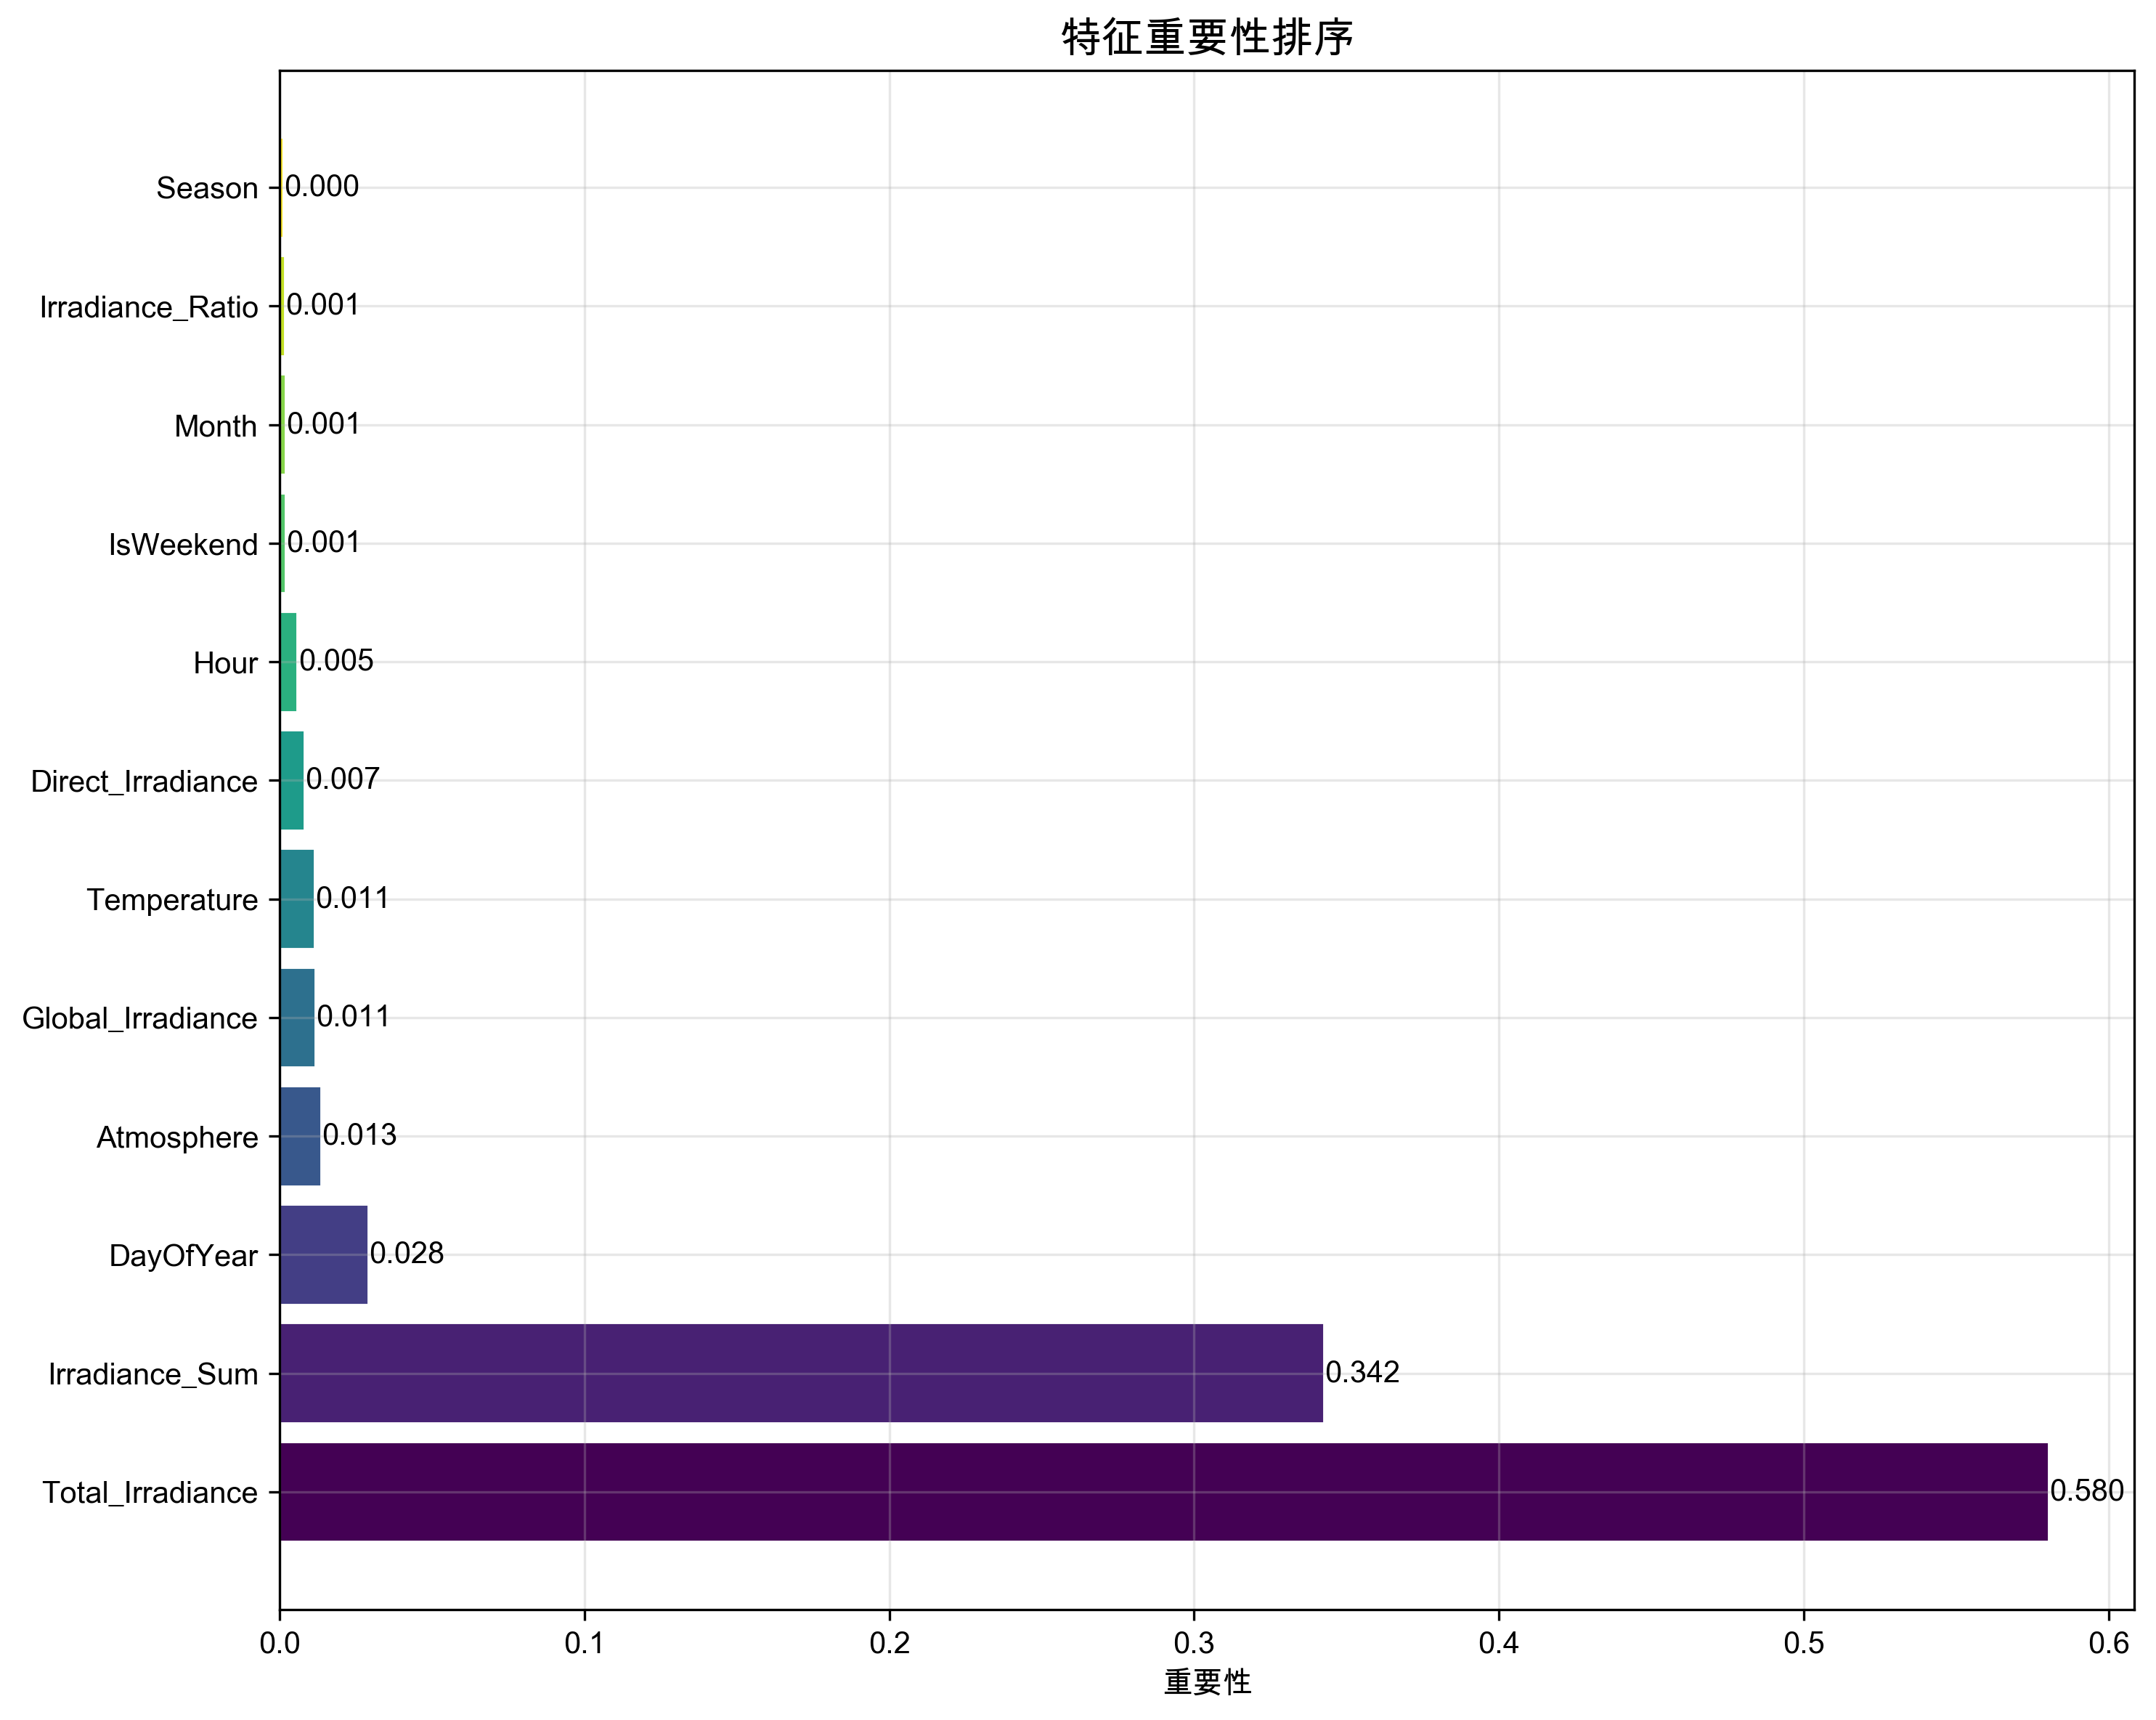 特征重要性排序
Season 0.000
Irradiance_Ratio 0.001
Month 0.001
IsWeekend 0.001
Hour 0.005
Direct_Irradiance 0.007
Temperature 0.011
Global_Irradiance 0.011
Atmosphere 0.013
DayOfYear 0.028
Irradiance_Sum 0.342
Total_Irradiance 0.580
0.0 0.1 0.2 0.3 0.4 0.5 0.6
重要性